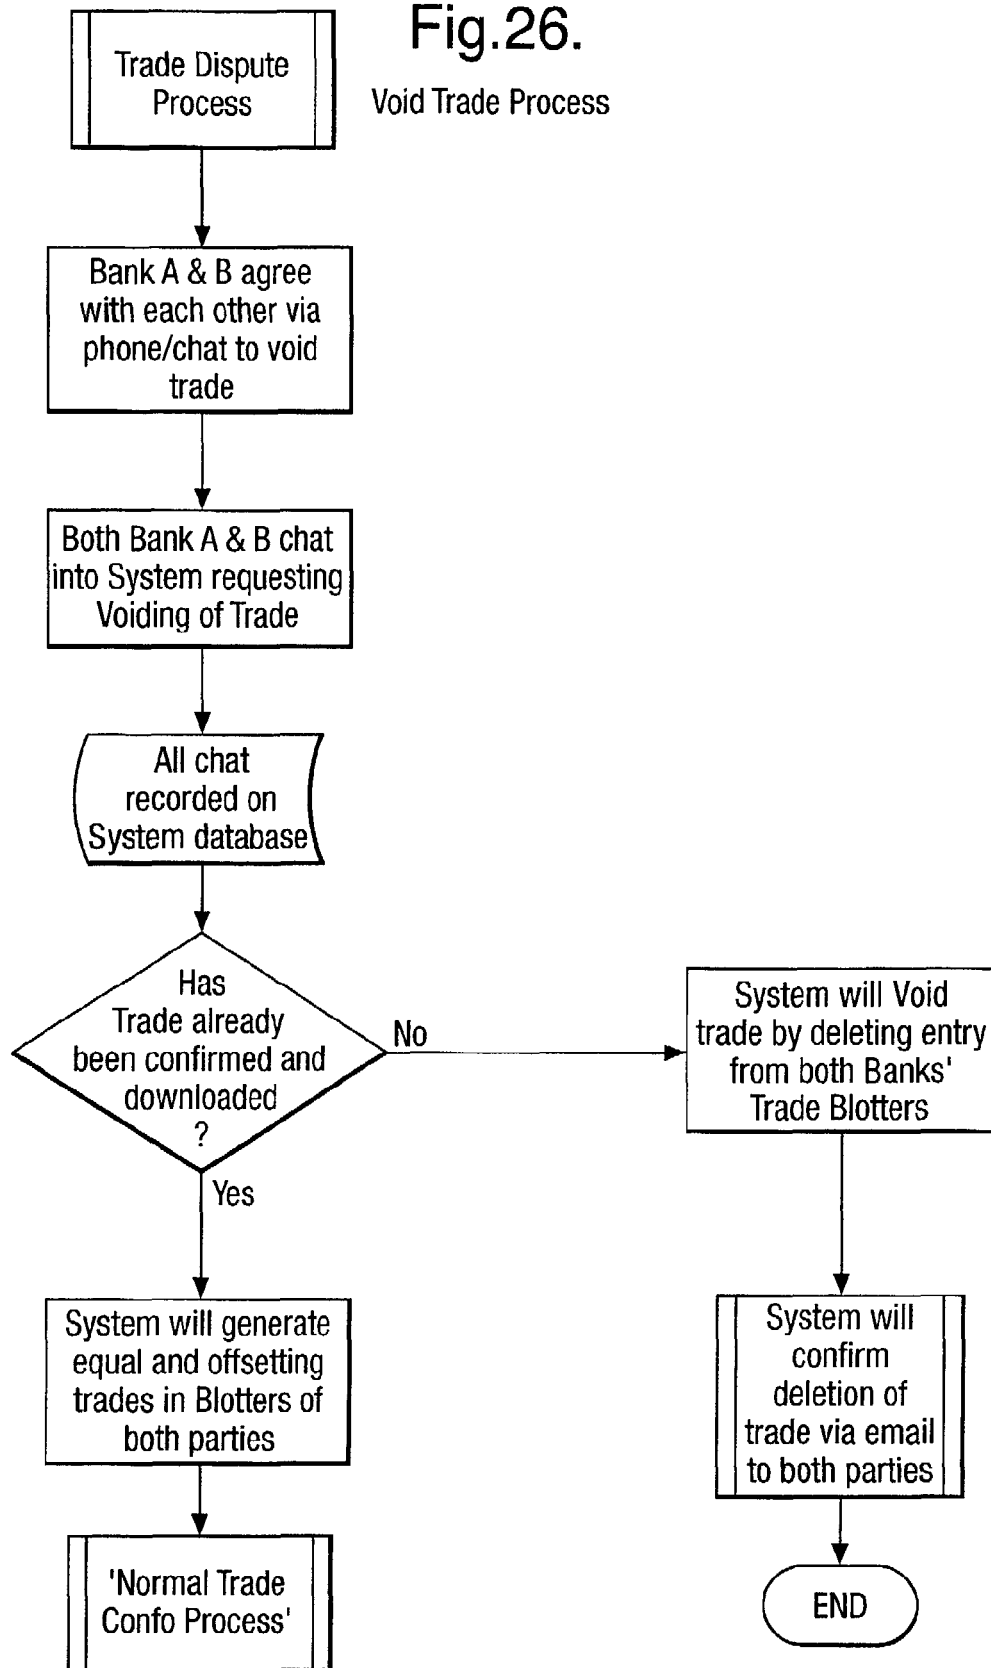 Fig.26.
Void Trade Process
Trade Dispute
Process
Bank A & B agree
with each other via
phone/chat to void
trade
Both Bank A & B chat
into System requesting
Voiding of Trade
All chat
recorded on
System database
Has
Trade already
been confirmed and
downloaded
?
No
Yes
System will Void
trade by deleting entry
from both Banks'
Trade Blotters
System will generate
equal and offsetting
trades in Blotters of
both parties
System will
confirm
deletion of
trade via email
to both parties
'Normal Trade
Confo Process'
END